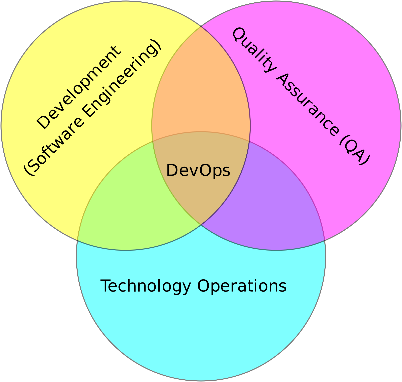 Development
(Software Engineering)
Quality Assurance (QA)
DevOps
Technology Operations